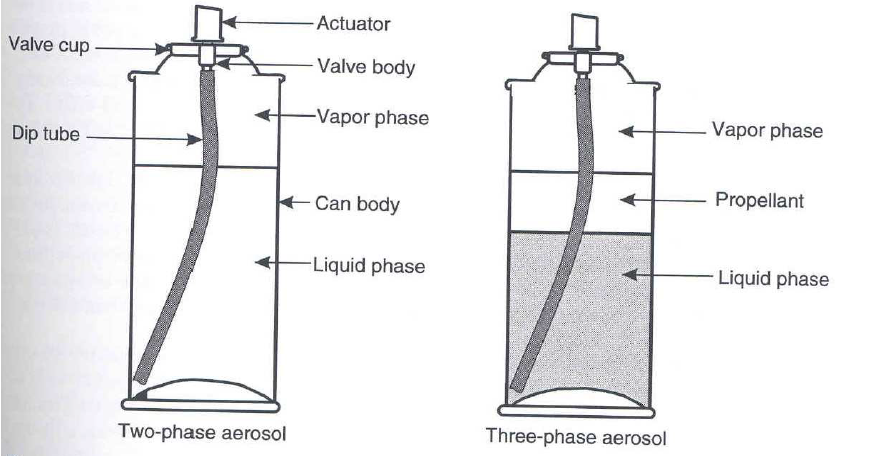 Actuator
Valve cup
Valve body
Vapor phase
Dip tube
Can body
Liquid phase
Two-phase aerosol
Vapor phase
Propellant
Liquid phase
Three-phase aerosol